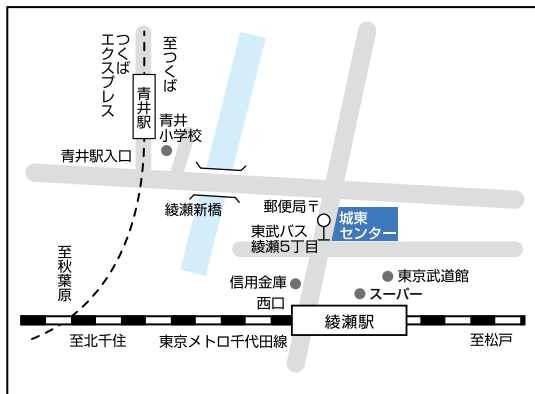 つくば
エクスプレス
至つくば
青井駅
青井
小学校
青井駅入口
綾瀬新橋
郵便局〒
城東
センター
東武バス
綾瀬5丁目
至秋葉原
信用金庫
東京武道館
スーパー
西口
綾瀬駅
至北千住
東京メトロ千代田線
至松戸